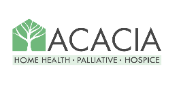 ACACIA
HOME HEALTH · PALLIATIVE · HOSPICE